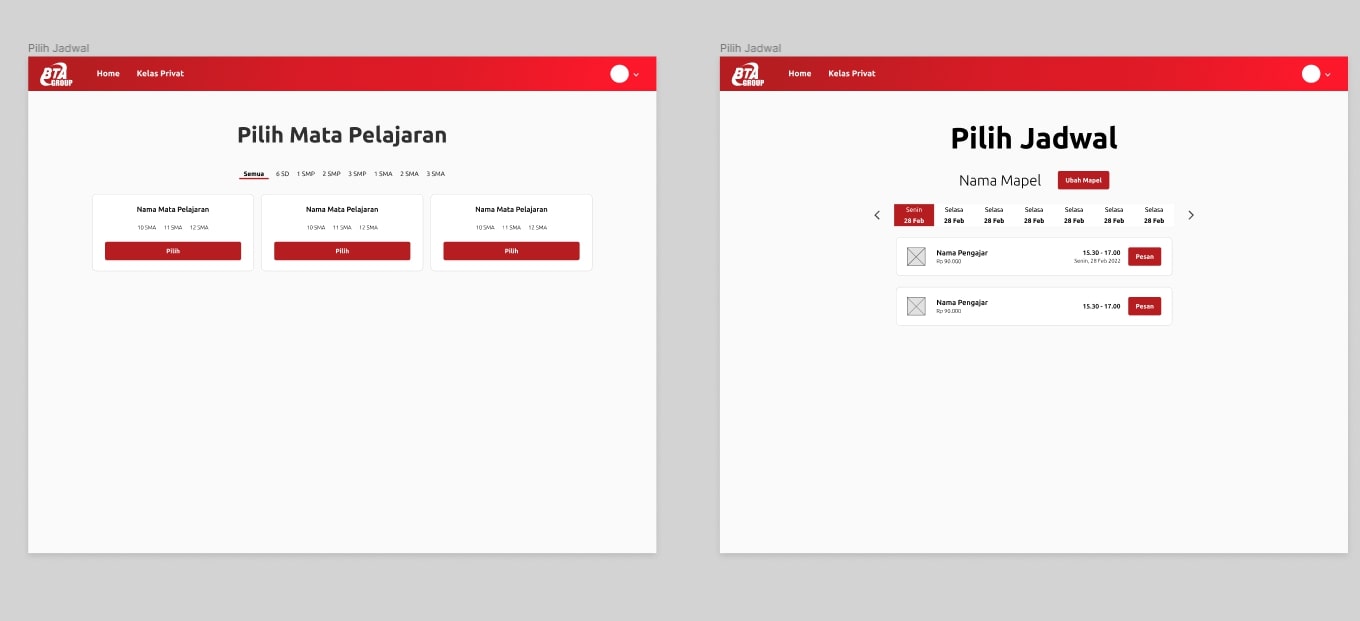 Pilih Jadwal
BTA GROUP
Home Kelas Privat
Pilih Mata Pelajaran
Semua 6 SD 1 SMP 2 SMP 3 SMP 1 SMA 2 SMA 3 SMA
Nama Mata Pelajaran
10 SMA 11 SMA 12 SMA
Pilih
Nama Mata Pelajaran
10 SMA 11 SMA 12 SMA
Pilih
Nama Mata Pelajaran
10 SMA 11 SMA 12 SMA
Pilih
Pilih Jadwal
BTA GROUP
Home Kelas Privat
Pilih Jadwal
Nama Mapel Ubah Mapel
Senin Selasa Selasa Selasa Selasa Selasa Selasa
28 Feb 28 Feb 28 Feb 28 Feb 28 Feb 28 Feb 28 Feb
Nama Pengajar 15.30 - 17.00 Pesan
Rp 90.000 Senin, 28 Feb 2022
Nama Pengajar 15.30 - 17.00 Pesan
Rp 90.000